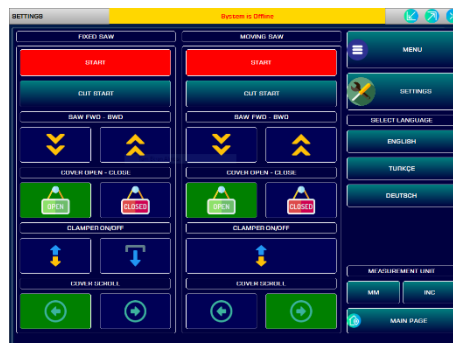 SETTINGS
System is Offline
FIXED SAW
MOVING SAW
START
START
CUT START
CUT START
SAW FWD - BWD
SAW FWD - BWD
COVER OPEN - CLOSE
COVER OPEN - CLOSE
OPEN
CLOSED
OPEN
CLOSED
CLAMPER ON/OFF
CLAMPER ON/OFF
COVER SCROLL
COVER SCROLL
MENU
SETTINGS
SELECT LANGUAGE
ENGLISH
TURKÇE
DEUTSCH
MEASUREMENT UNIT
MM
INC
MAIN PAGE